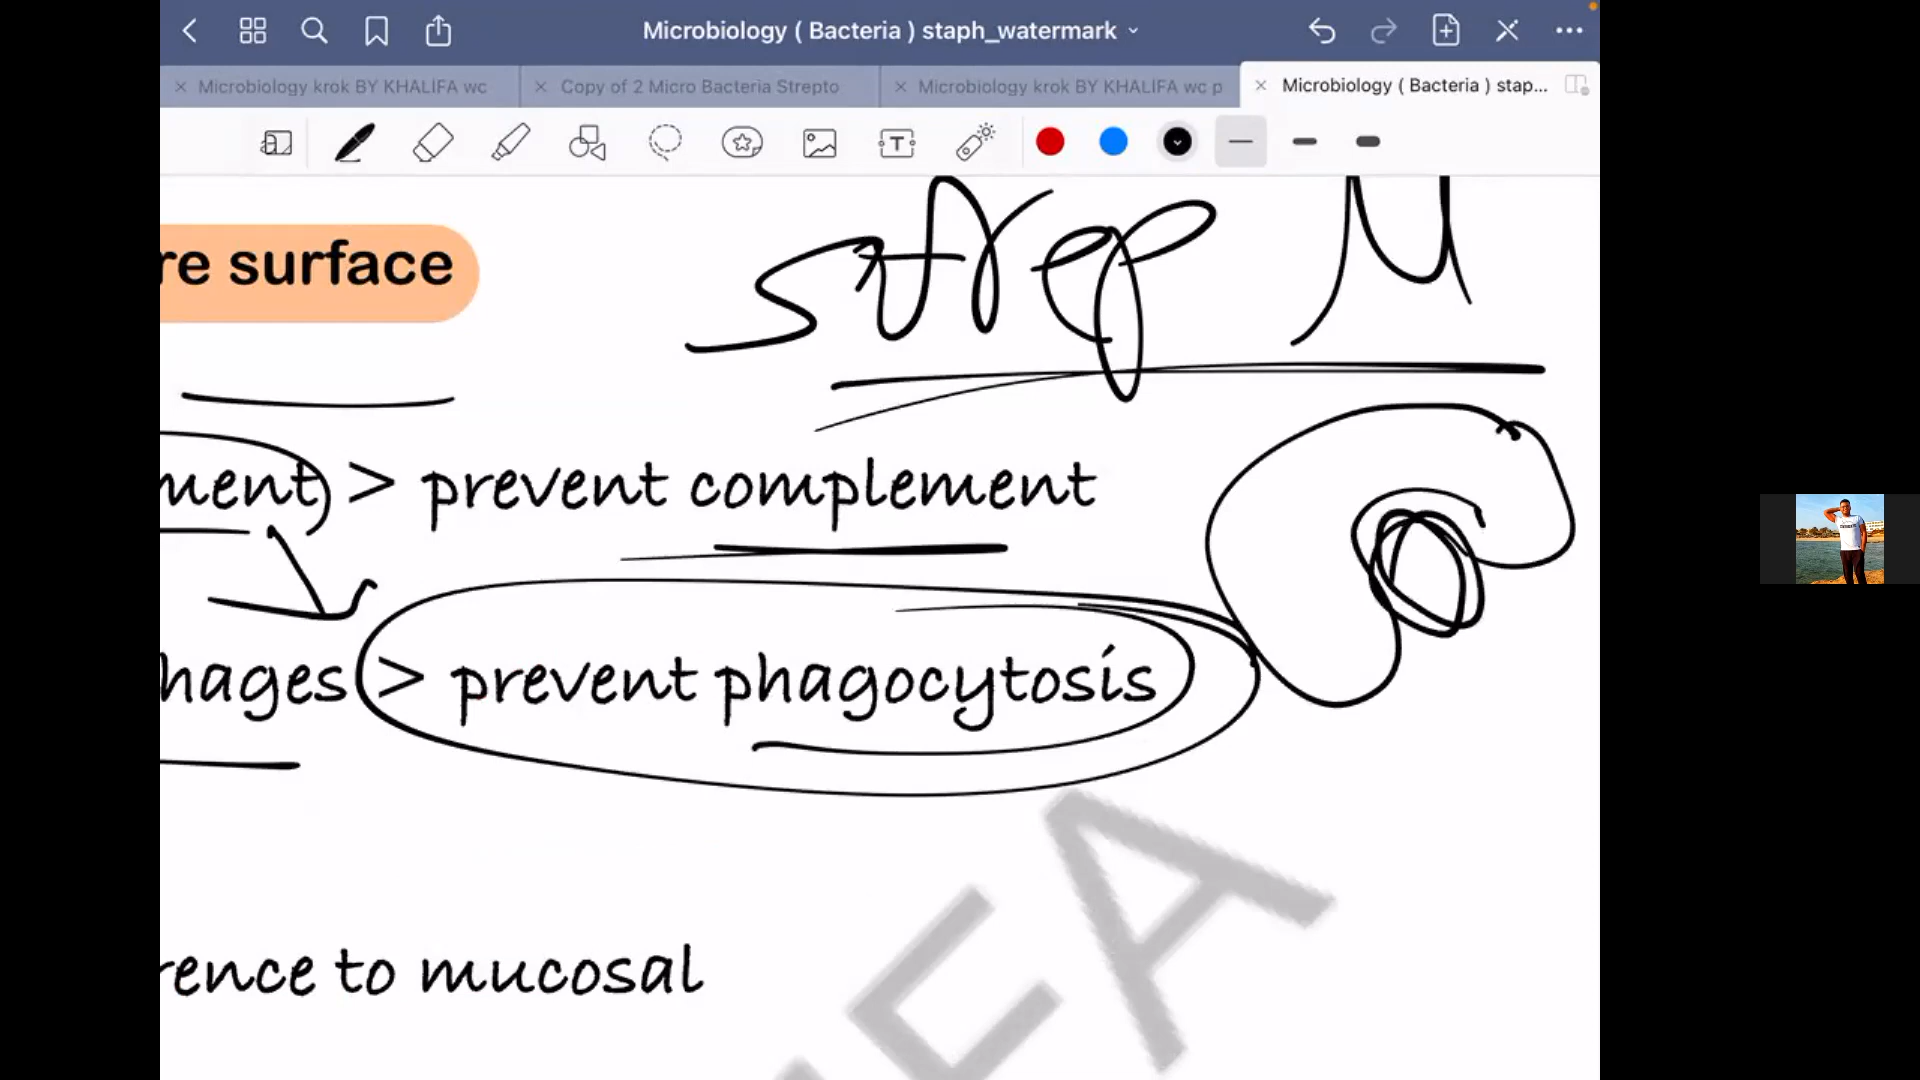 Microbiology ( Bacteria ) staph_watermark
Microbiology krok BY KHALIFA wc
Copy of 2 Micro Bacteria Strepto
Microbiology krok BY KHALIFA wc p
Microbiology ( Bacteria ) stap...
re surface
strep M
ment) > prevent complement
hages > prevent phagocytosis
rence to mucosal
FA